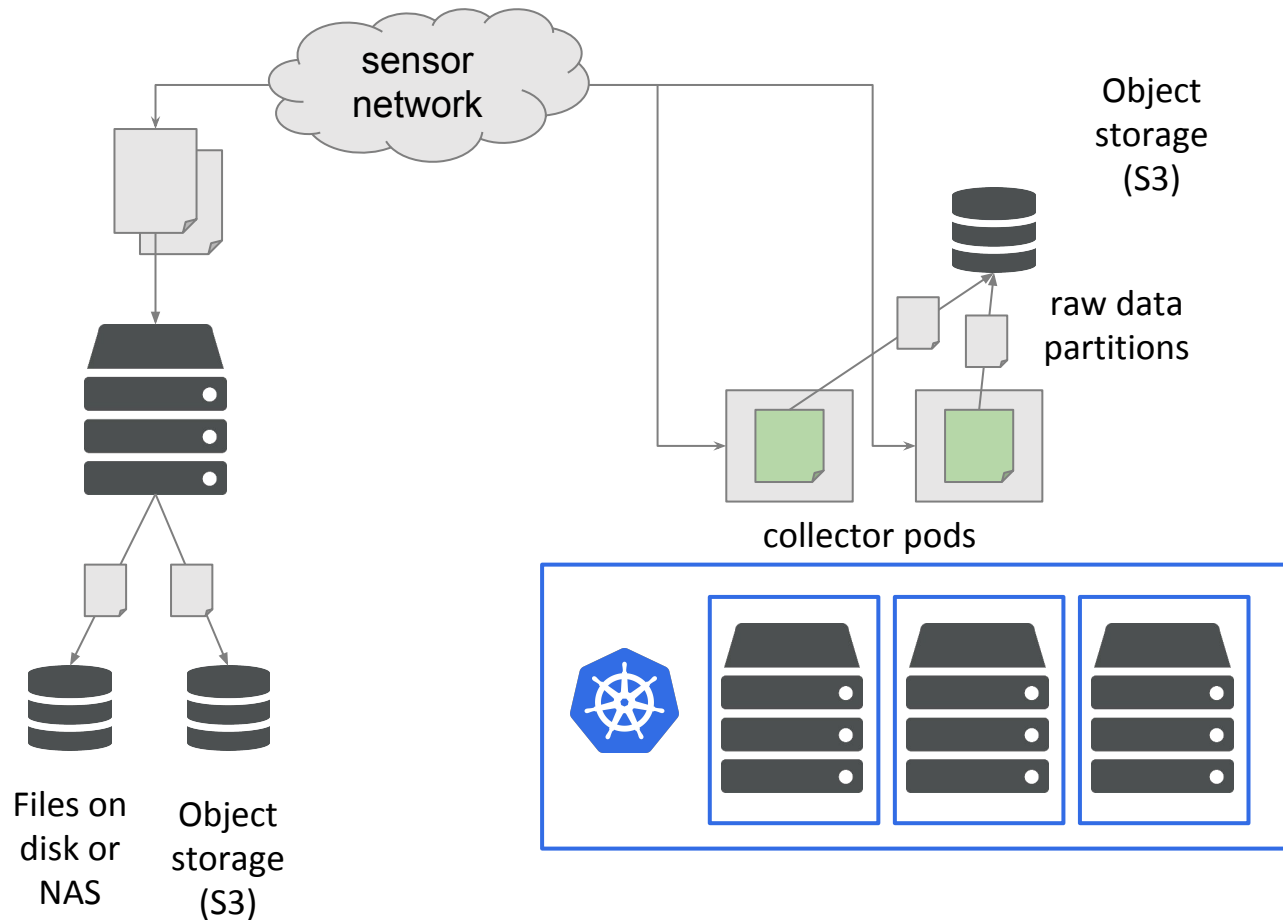 sensor
network
Object
storage
(S3)
raw data
partitions
collector pods
Files on
disk or
NAS
Object
storage
(S3)